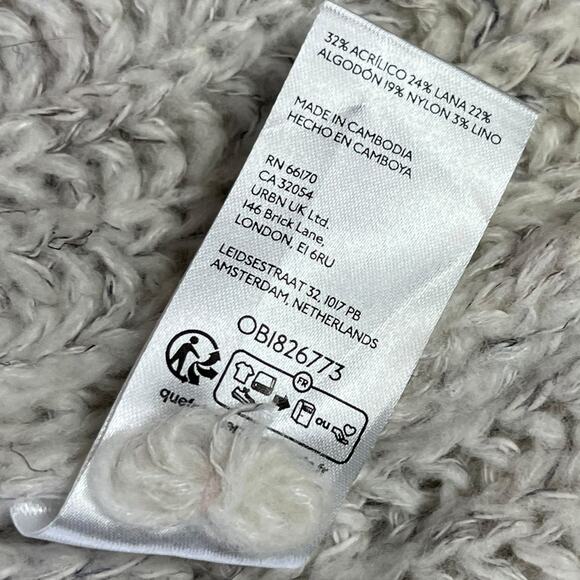 32% ACRÍLICO 24% LANA 22%
ALGODÓN 19% NYLON 3% LINO
MADE IN CAMBODIA
HECHO EN CAMBOYA
RN 66170
CA 32054
URBN UK Ltd.
146 Brick Lane,
LONDON, E1 6RU
LEIDSESTRAAT 32, 1017 PB
AMSTERDAM, NETHERLANDS
OB1826773
FR
ou